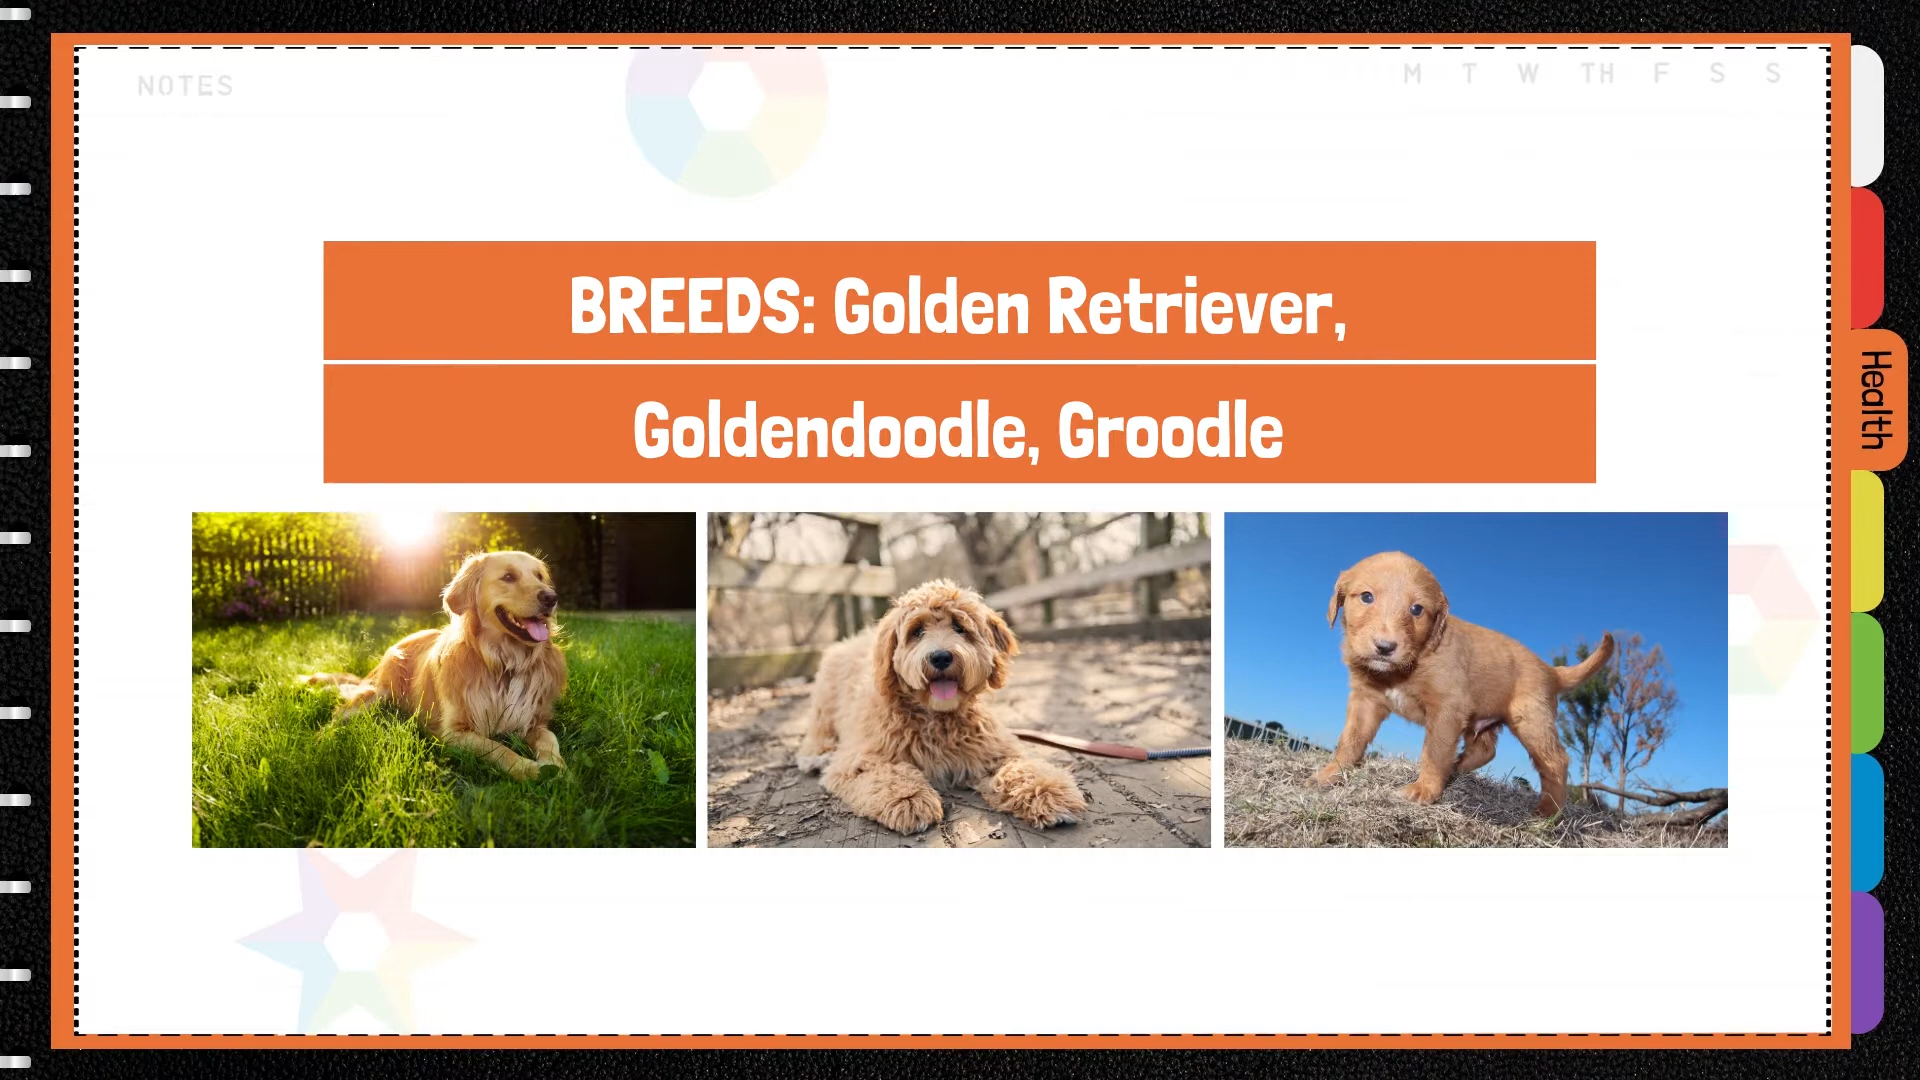 NOTES
M T W TH F S S
BREEDS: Golden Retriever,
Goldendoodle, Groodle
Health